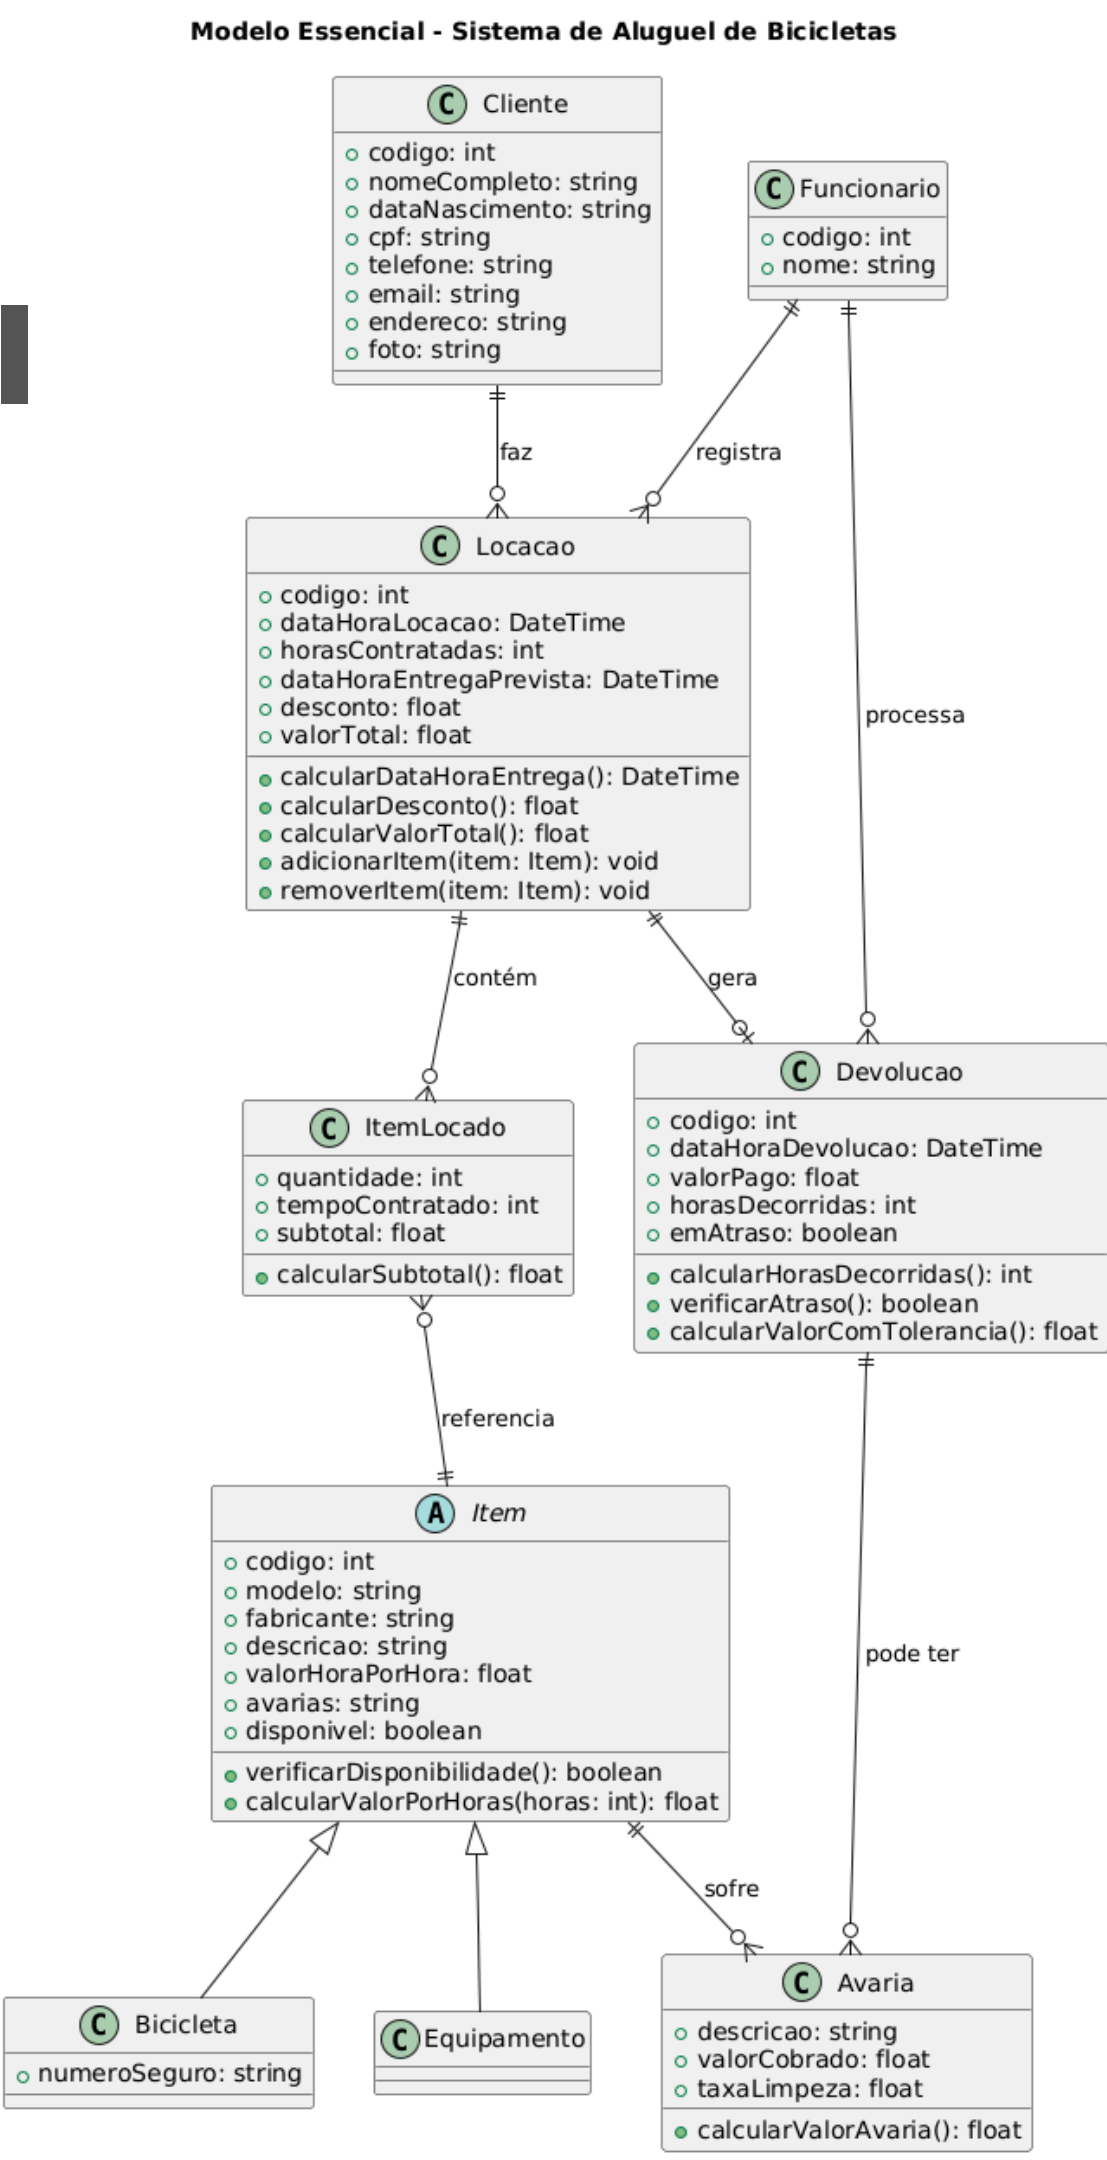 Modelo Essencial - Sistema de Aluguel de Bicicletas
C Cliente
codigo: int
nomeCompleto: string
dataNascimento: string
cpf: string
telefone: string
email: string
endereco: string
foto: string
C Funcionario
codigo: int
nome: string
faz
registra
processa
C Locacao
codigo: int
dataHoraLocacao: DateTime
horasContratadas: int
dataHoraEntregaPrevista: DateTime
desconto: float
valorTotal: float
calcularDataHoraEntrega(): DateTime
calcularDesconto(): float
calcularValorTotal(): float
adicionarItem(item: Item): void
removerItem(item: Item): void
contém
gera
C ItemLocado
quantidade: int
tempoContratado: int
subtotal: float
calcularSubtotal(): float
C Devolucao
codigo: int
dataHoraDevolucao: DateTime
valorPago: float
horasDecorridas: int
emAtraso: boolean
calcularHorasDecorridas(): int
verificarAtraso(): boolean
calcularValorComTolerancia(): float
referencia
pode ter
A Item
codigo: int
modelo: string
fabricante: string
descricao: string
valorHoraPorHora: float
avarias: string
disponivel: boolean
verificarDisponibilidade(): boolean
calcularValorPorHoras(horas: int): float
sofre
C Bicicleta
numeroSeguro: string
C Equipamento
C Avaria
descricao: string
valorCobrado: float
taxaLimpeza: float
calcularValorAvaria(): float